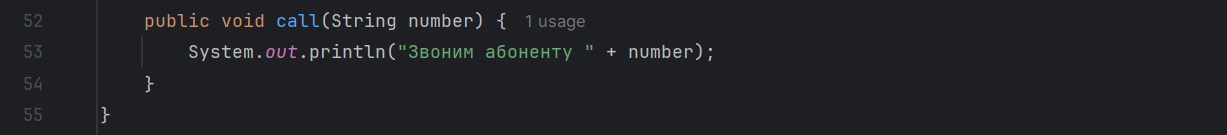 52 public void call(String number) { 1 usage
53 System.out.println("Звоним абоненту " + number);
54 }
55 }